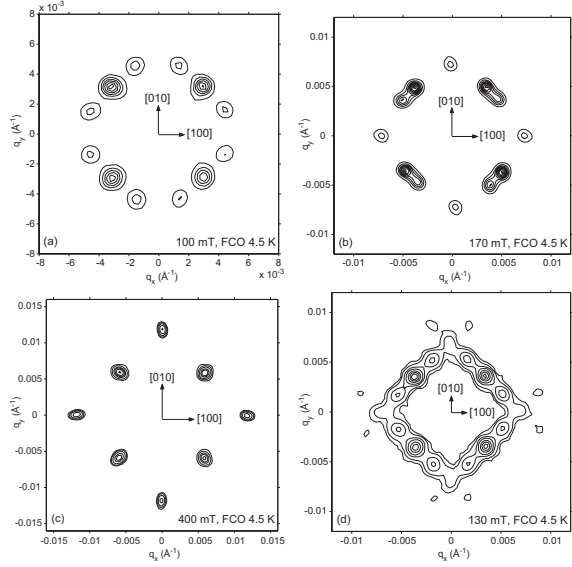 8 x 10⁻³
6
4
2
0
−2
−4
−6
−8
q_y (Å⁻¹)
[010]
[100]
(a)
100 mT, FCO 4.5 K
−8 −6 −4 −2 0 2 4 6 8
q_x (Å⁻¹)
x 10⁻³
0.01
0.005
0
−0.005
−0.01
q_y (Å⁻¹)
[010]
[100]
(b)
170 mT, FCO 4.5 K
−0.01 −0.005 0 0.005 0.01
q_x (Å⁻¹)
0.015
0.01
0.005
0
-0.005
-0.01
-0.015
q_y (Å⁻¹)
[010]
[100]
(c)
400 mT, FCO 4.5 K
−0.015 −0.01 −0.005 0 0.005 0.01 0.015
q_x (Å⁻¹)
0.01
0.005
0
−0.005
−0.01
q_y (Å⁻¹)
[010]
[100]
(d)
130 mT, FCO 4.5 K
−0.01 −0.005 0 0.005 0.01
q_x (Å⁻¹)